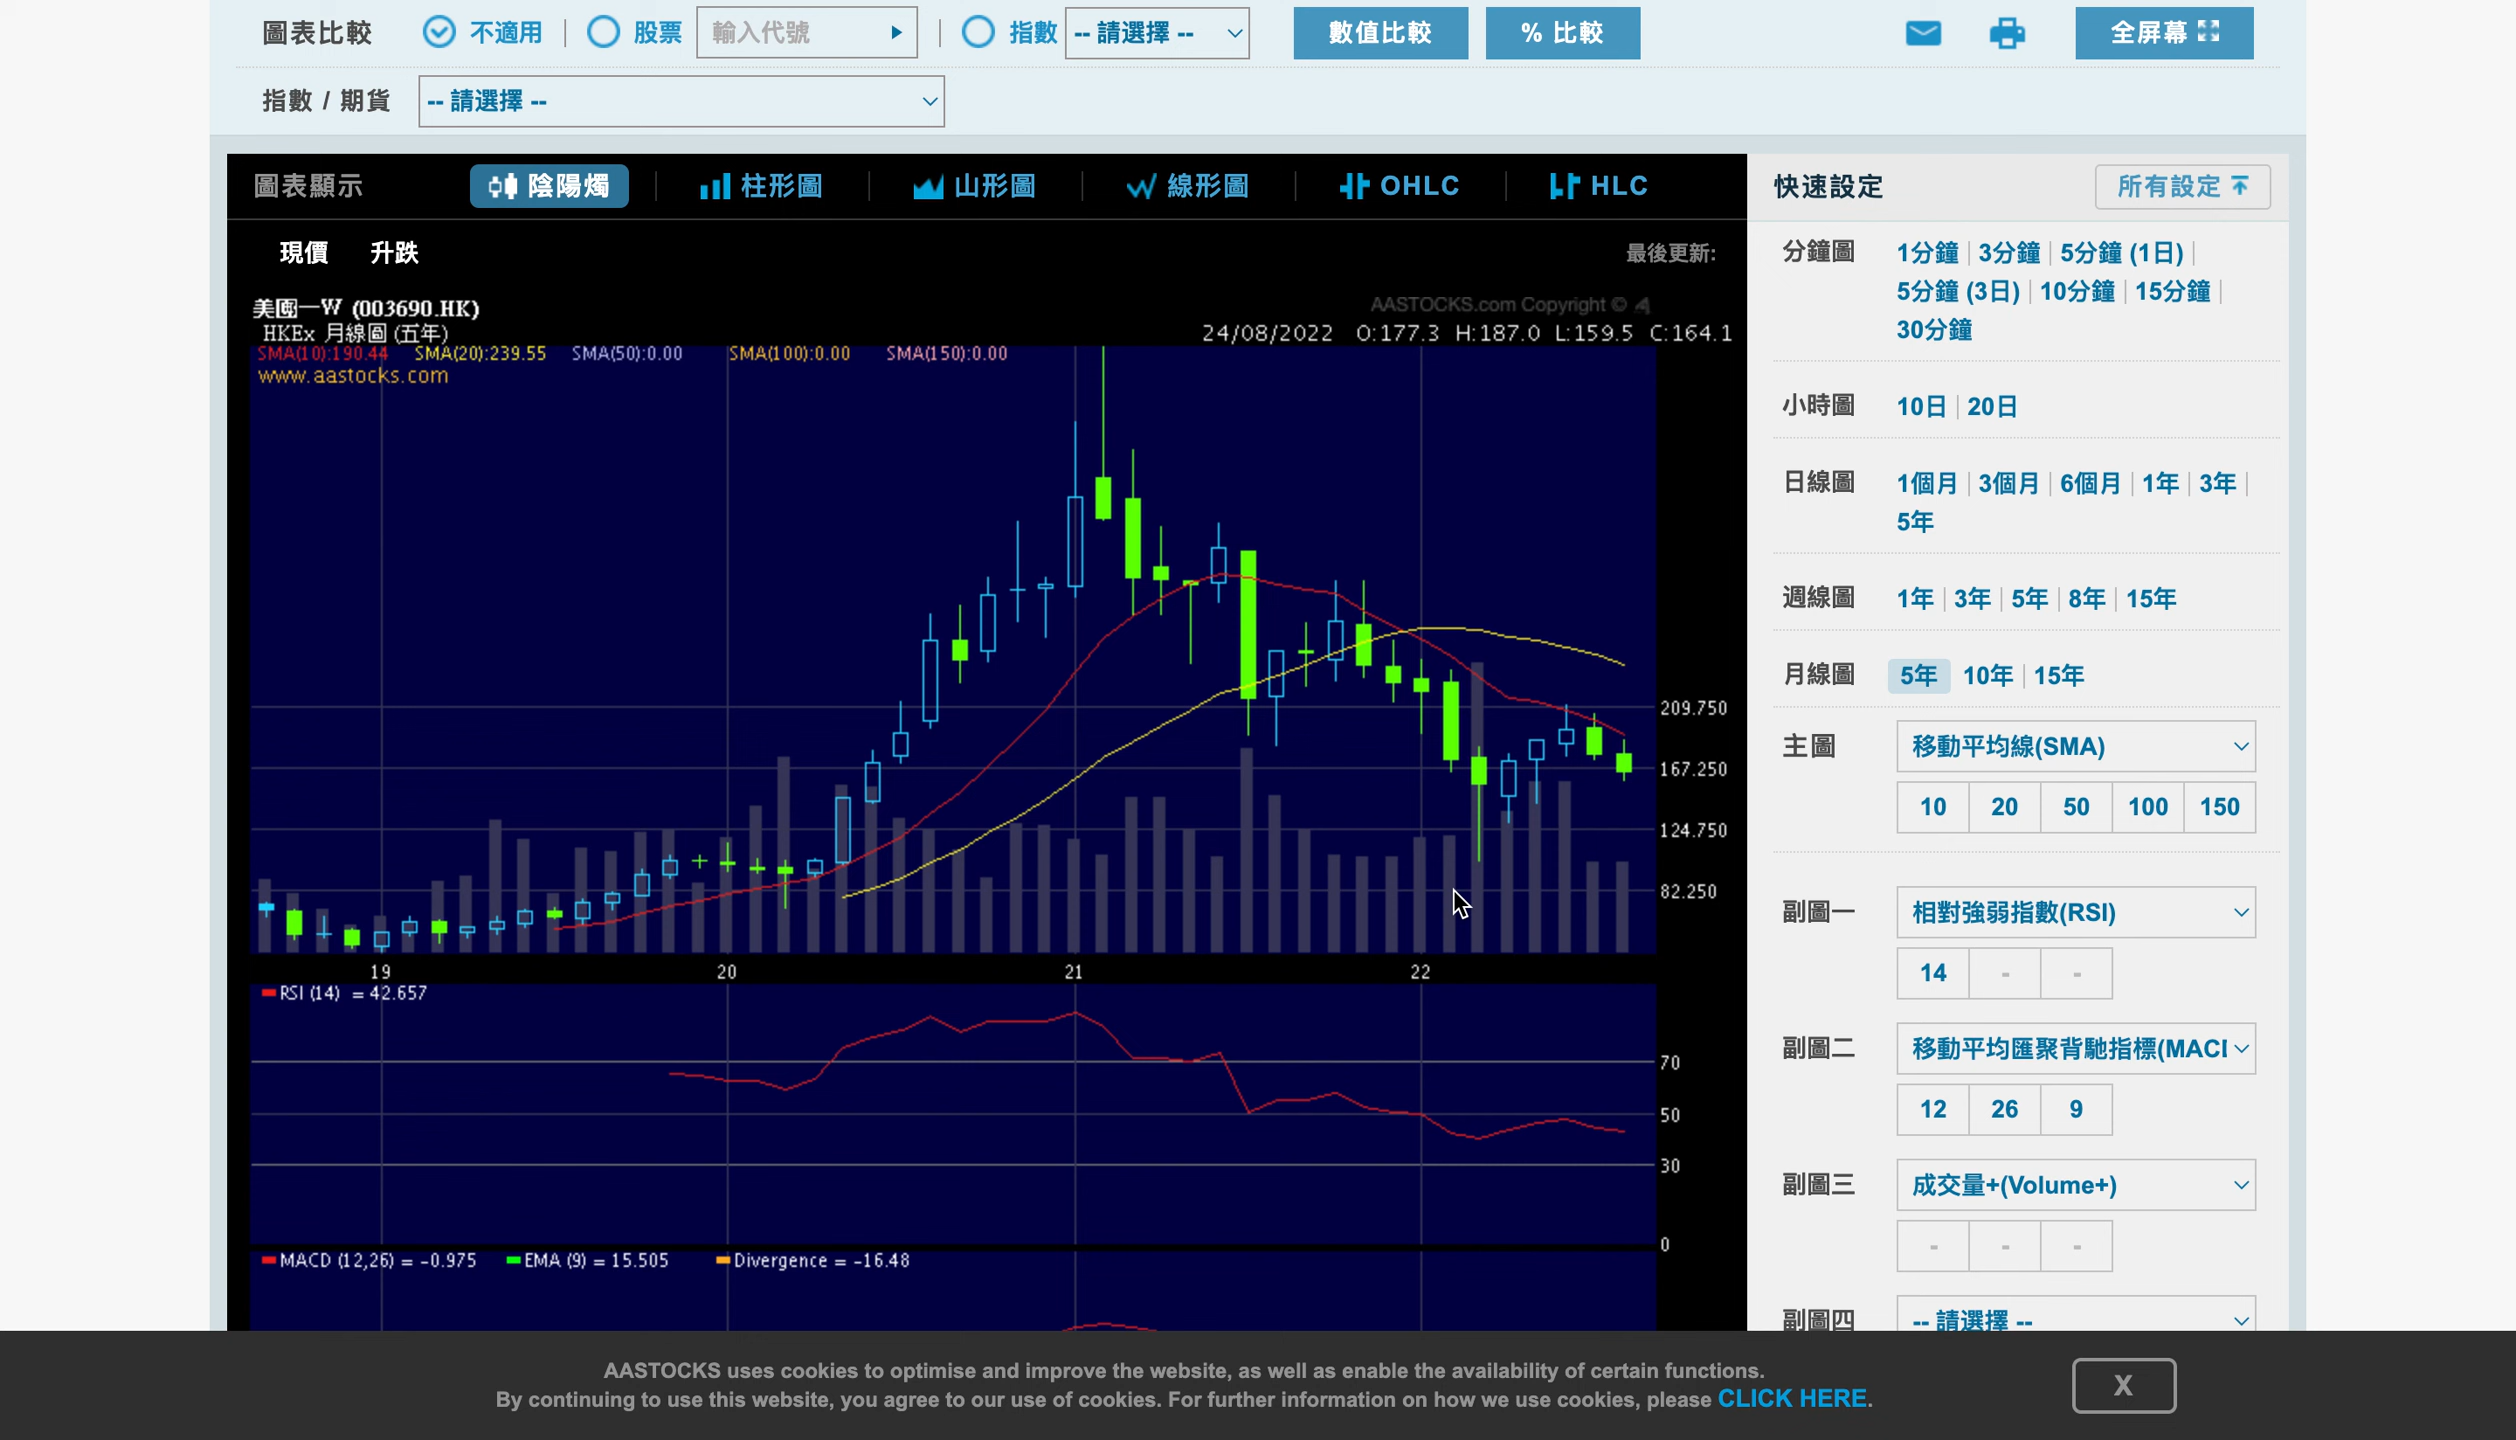 圖表比較 不適用 股票 輸入代號 指數 -- 請選擇 -- 數值比較 % 比較 全屏幕
指數 / 期貨 -- 請選擇 --
圖表顯示 陰陽燭 柱形圖 山形圖 線形圖 OHLC HLC
現價 升跌 最後更新:
美團—W (003690.HK) AASTOCKS.com Copyright ©
HKEx 月線圖 (五年) 24/08/2022 O:177.3 H:187.0 L:159.5 C:164.1
SMA(10):190.44 SMA(20):239.55 SMA(50):0.00 SMA(100):0.00 SMA(150):0.00
www.aastocks.com
209.750
167.250
124.750
82.250
19 20 21 22
RSI (14) = 42.657
70
50
30
0
MACD (12,26) = -0.975 EMA (9) = 15.505 Divergence = -16.48
快速設定 所有設定
分鐘圖 1分鐘 3分鐘 5分鐘 (1日)
5分鐘 (3日) 10分鐘 15分鐘
30分鐘
小時圖 10日 20日
日線圖 1個月 3個月 6個月 1年 3年
5年
週線圖 1年 3年 5年 8年 15年
月線圖 5年 10年 15年
主圖 移動平均線(SMA)
10 20 50 100 150
副圖一 相對強弱指數(RSI)
14 - -
副圖二 移動平均匯聚背馳指標(MACI
12 26 9
副圖三 成交量+(Volume+)
- - -
副圖四 -- 請選擇 --
AASTOCKS uses cookies to optimise and improve the website, as well as enable the availability of certain functions.
By continuing to use this website, you agree to our use of cookies. For further information on how we use cookies, please CLICK HERE.
X